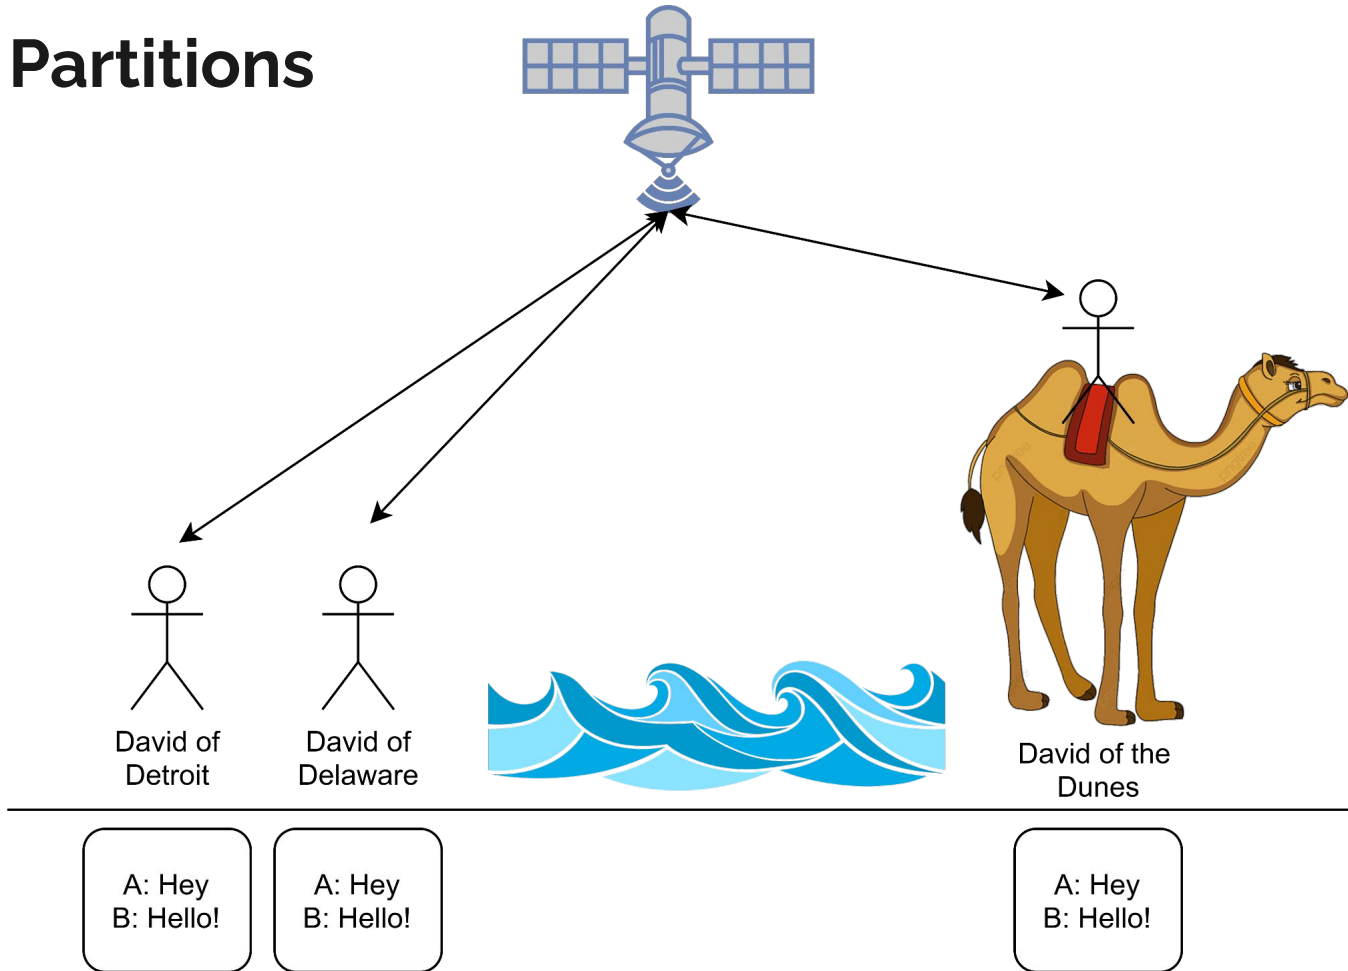 Partitions
David of
Detroit
David of
Delaware
David of the
Dunes
A: Hey
B: Hello!
A: Hey
B: Hello!
A: Hey
B: Hello!